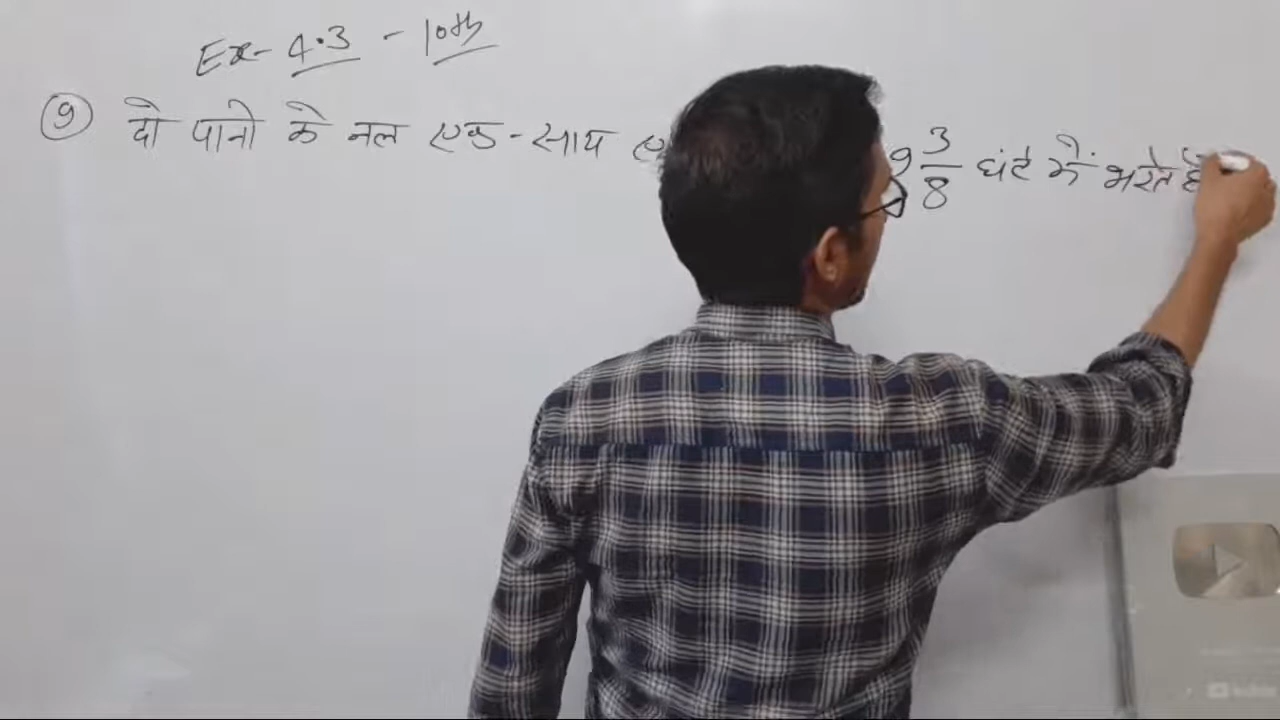 Ex- 4.3 - 10th
9 दो पानी के नल एक-साथ ए 9 3/8 घंटे में भरते हैं